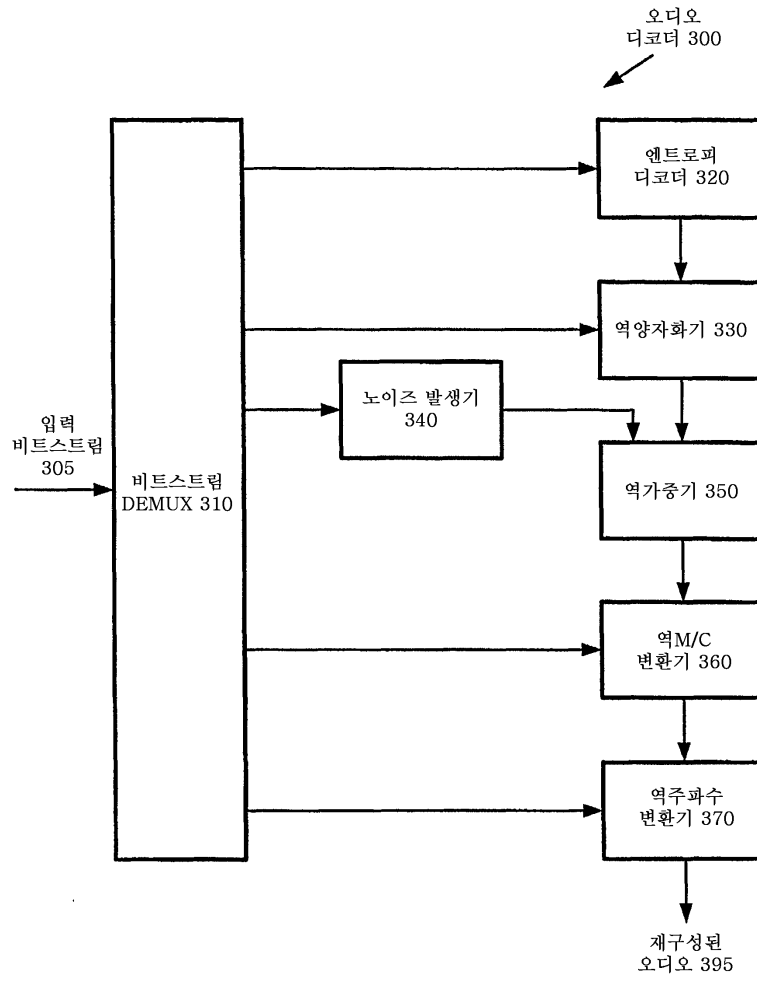 오디오
디코더 300
엔트로피
디코더 320
역양자화기 330
노이즈 발생기
340
입력
비트스트림
305
비트스트림
DEMUX 310
역가중기 350
역M/C
변환기 360
역주파수
변환기 370
재구성된
오디오 395